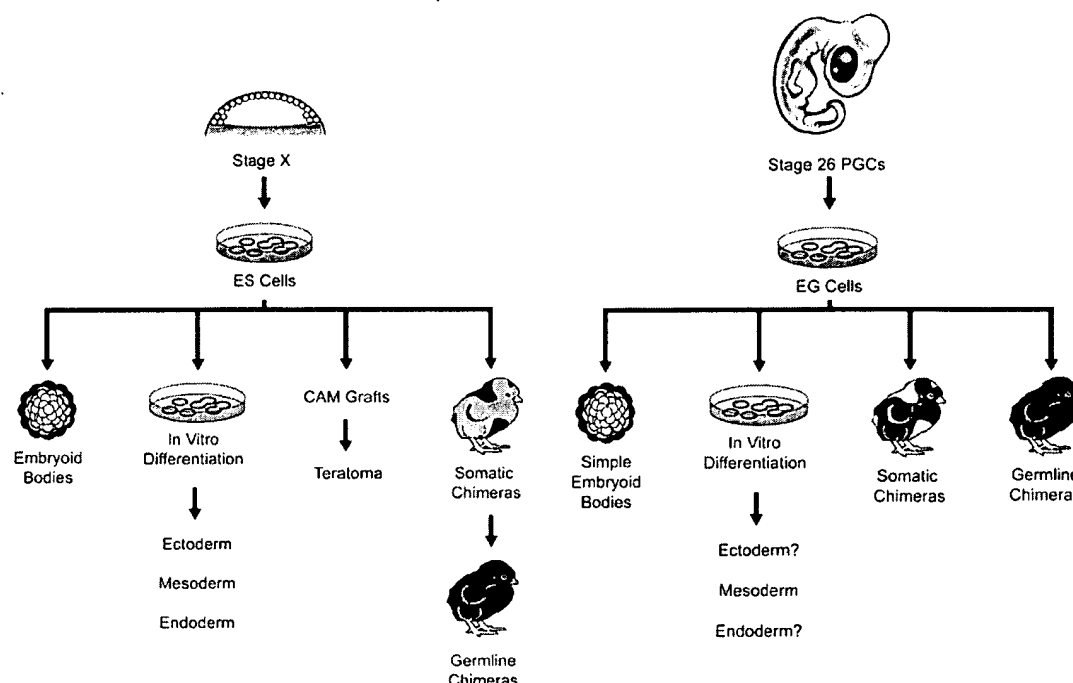 Stage X
ES Cells
Embryoid
Bodies
In Vitro
Differentiation
Ectoderm
Mesoderm
Endoderm
CAM Grafts
Teratoma
Somatic
Chimeras
Germline
Chimeras
Stage 26 PGCs
EG Cells
Simple
Embryoid
Bodies
In Vitro
Differentiation
Ectoderm?
Mesoderm
Endoderm?
Somatic
Chimeras
Germline
Chimera